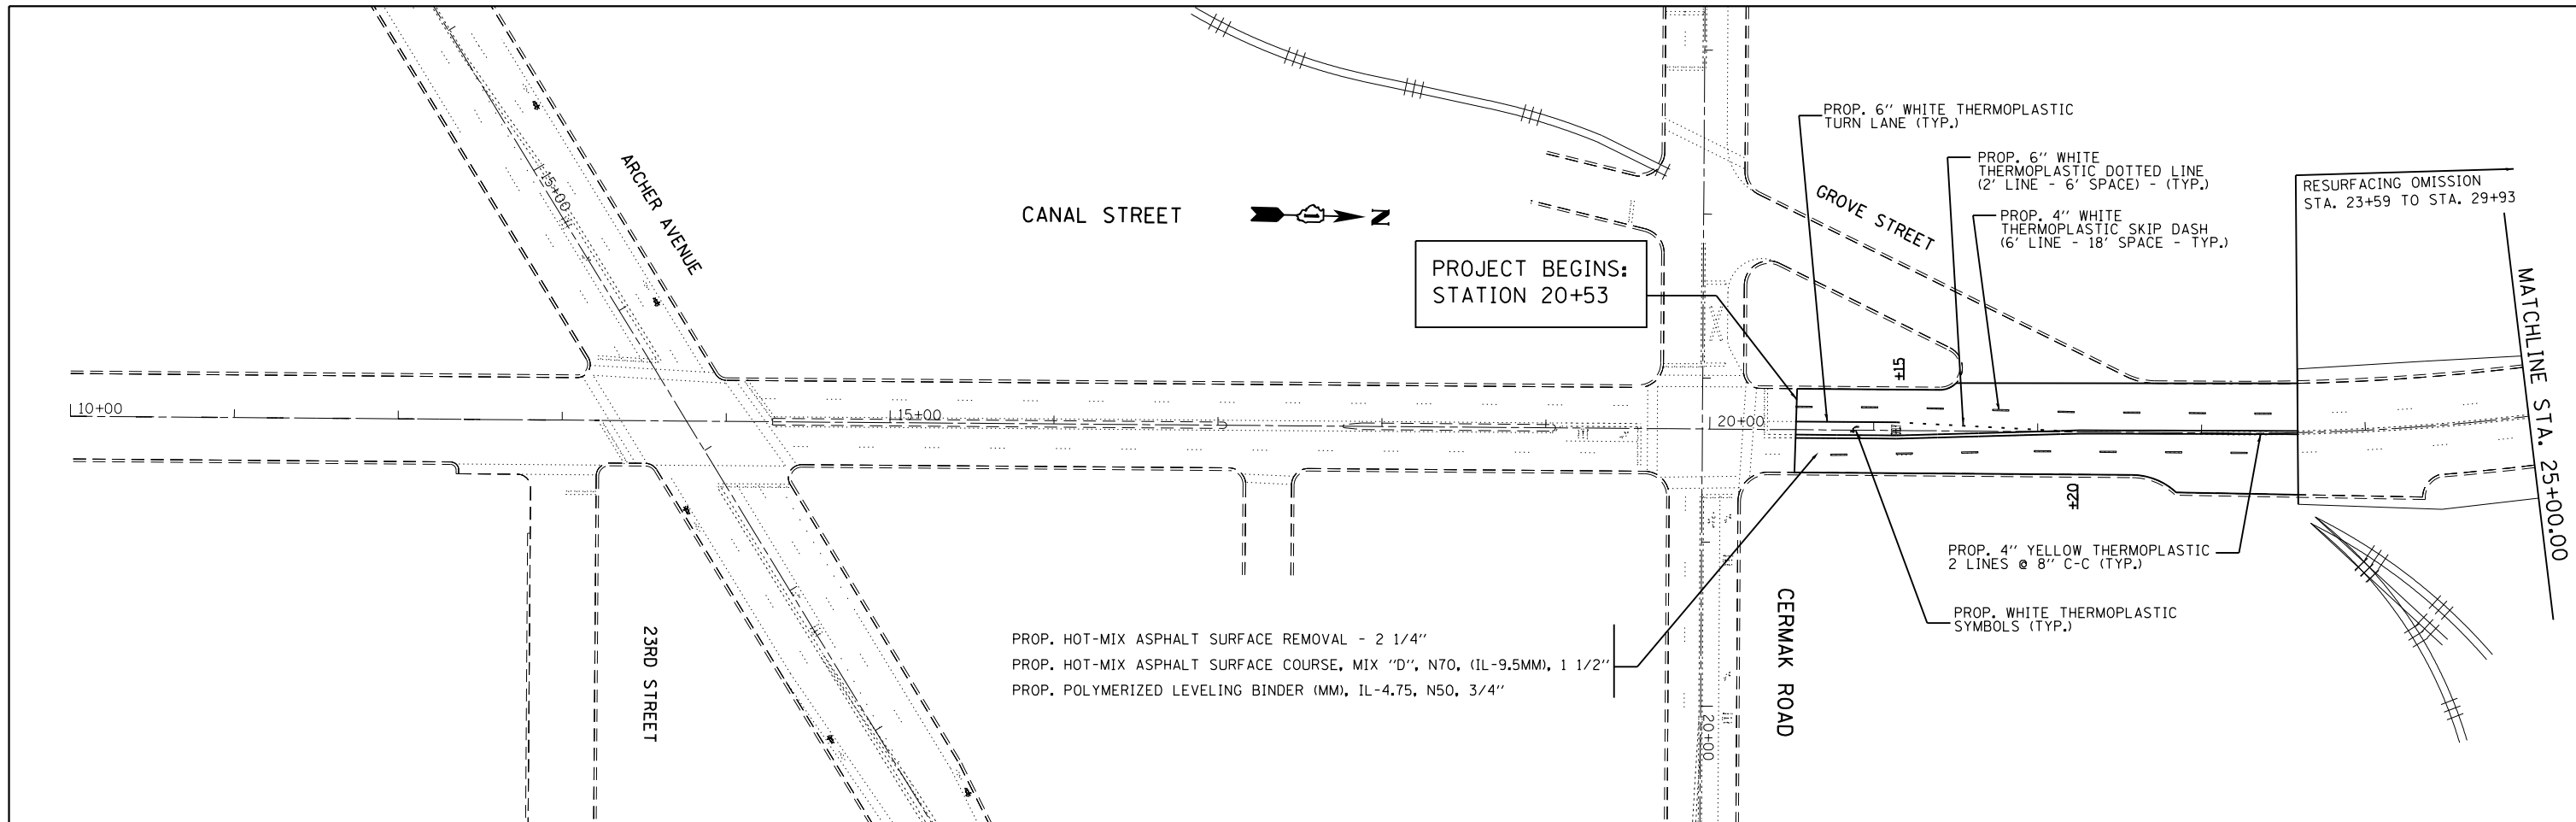 PROP. 6" WHITE THERMOPLASTIC
TURN LANE (TYP.)
PROP. 6" WHITE
THERMOPLASTIC DOTTED LINE
(2' LINE - 6' SPACE) - (TYP.)
RESURFACING OMISSION
STA. 23+59 TO STA. 29+93
ARCHER AVENUE
15+00
CANAL STREET
N
GROVE STREET
PROP. 4" WHITE
THERMOPLASTIC SKIP DASH
(6' LINE - 18' SPACE - TYP.)
PROJECT BEGINS:
STATION 20+53
MATCHLINE STA. 25+00.00
+15
10+00
15+00
20+00
+20
PROP. 4" YELLOW THERMOPLASTIC
2 LINES @ 8" C-C (TYP.)
PROP. WHITE THERMOPLASTIC
SYMBOLS (TYP.)
23RD STREET
PROP. HOT-MIX ASPHALT SURFACE REMOVAL - 2 1/4"
PROP. HOT-MIX ASPHALT SURFACE COURSE, MIX "D", N70, (IL-9.5MM), 1 1/2"
PROP. POLYMERIZED LEVELING BINDER (MM), IL-4.75, N50, 3/4"
CERMAK ROAD
20+00